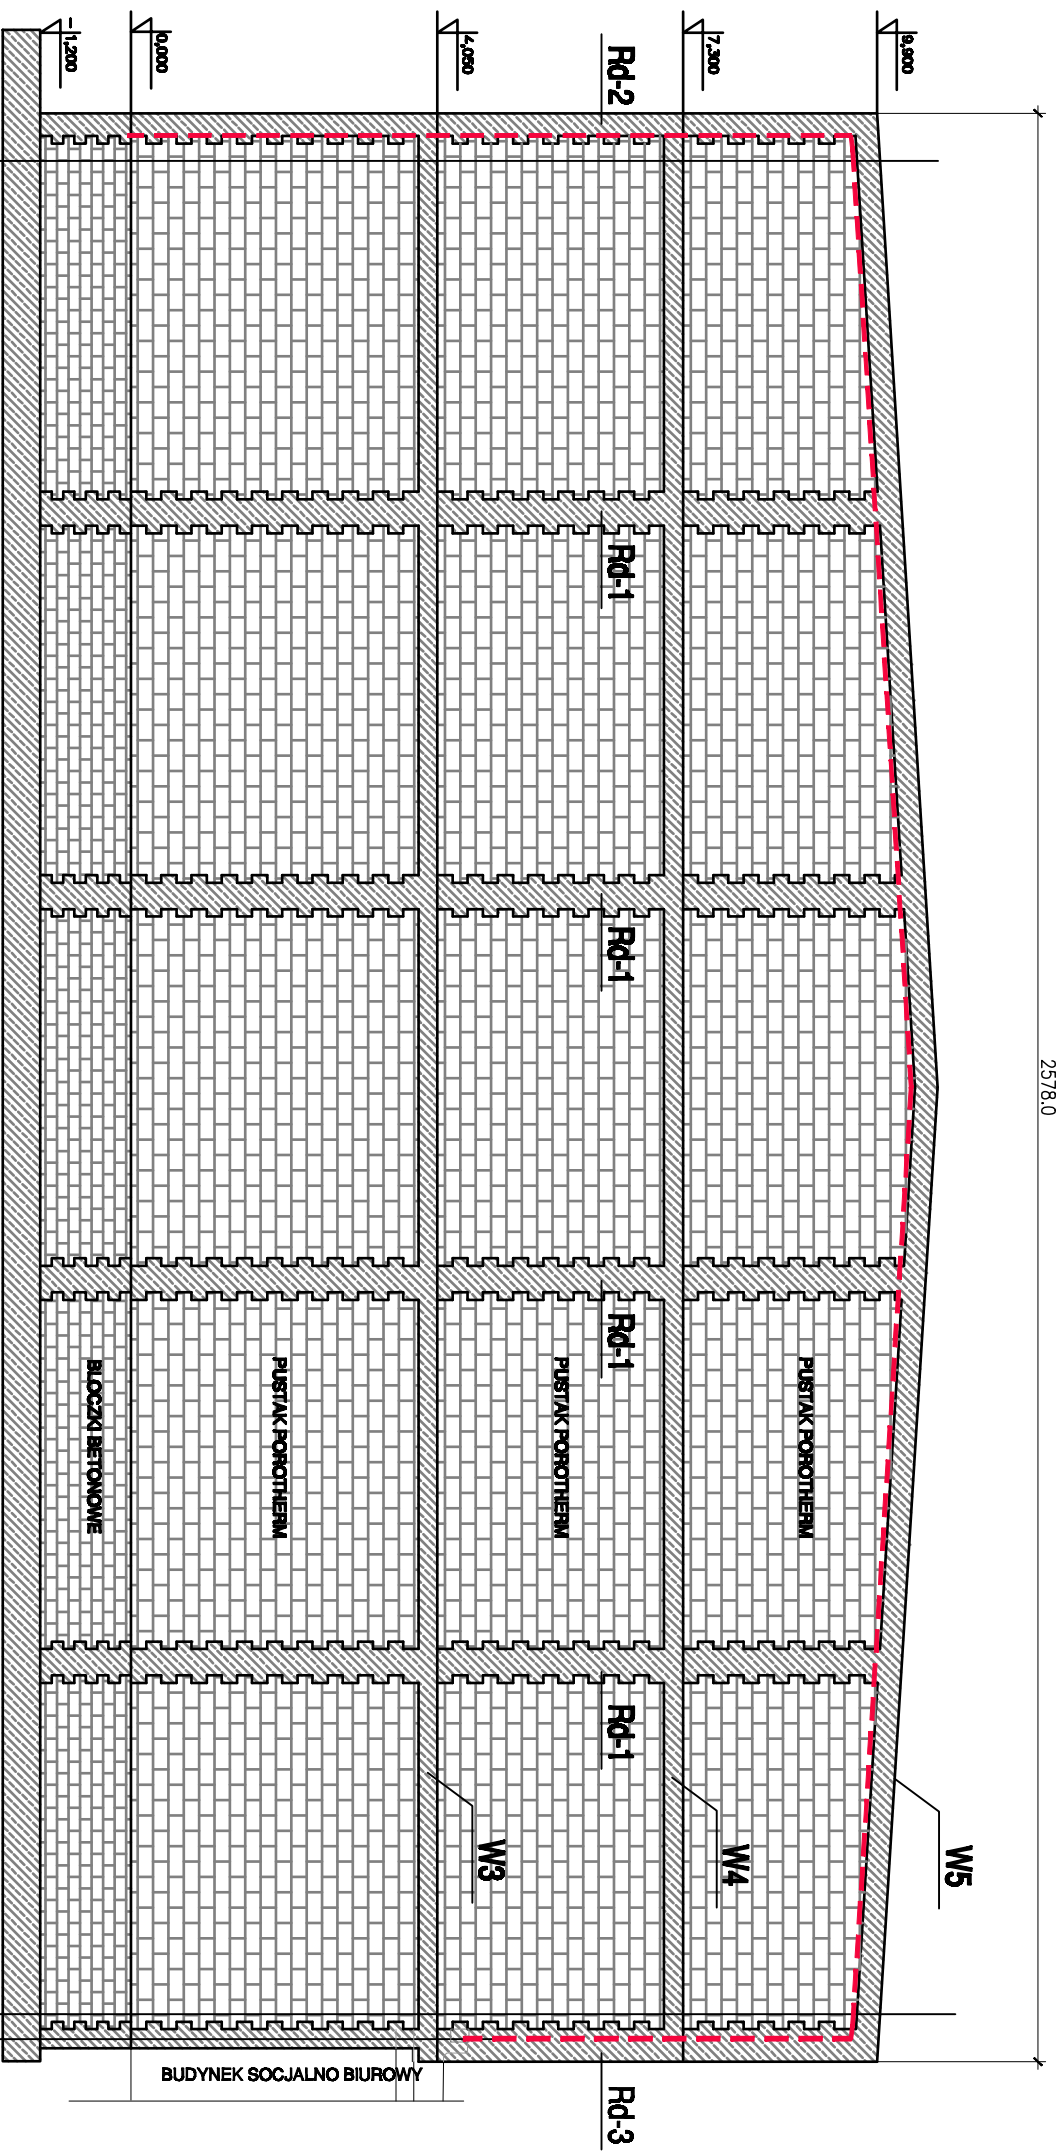 9,900
7,300
4,050
0,000
-1,200
2578.0
Rd-2
Rd-1
Rd-1
Rd-1
Rd-1
Rd-3
PUSTAK POROTHERM
PUSTAK POROTHERM
PUSTAK POROTHERM
BLOCZKI BETONOWE
W5
W4
W3
BUDYNEK SOCJALNO BIUROWY